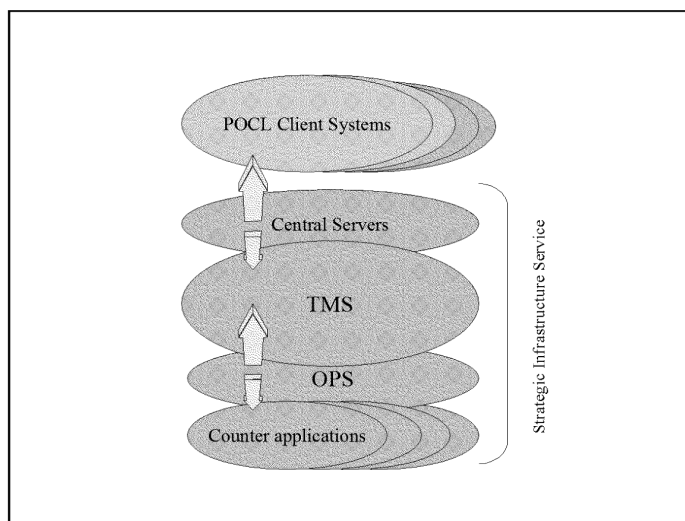 POCL Client Systems
Central Servers
TMS
OPS
Counter applications
Strategic Infrastructure Service